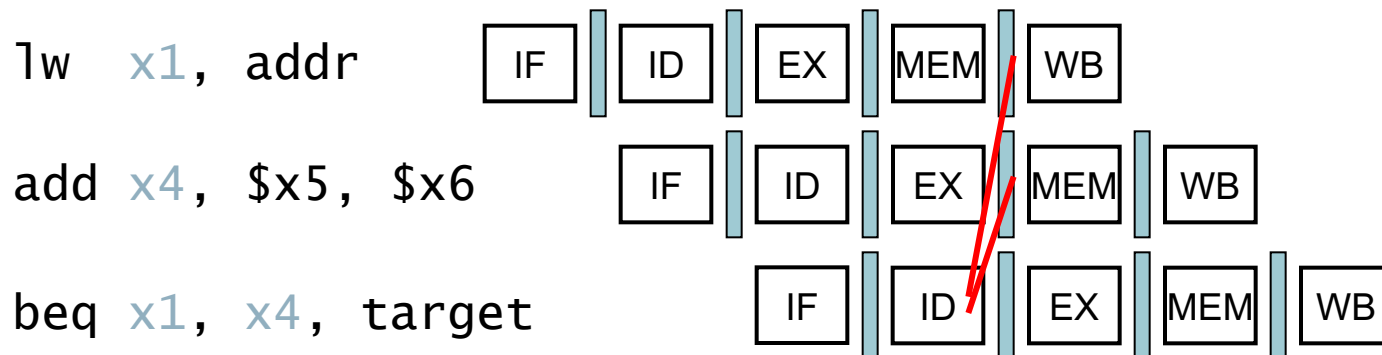 lw x1, addr IF ID EX MEM WB
add x4, $x5, $x6 IF ID EX MEM WB
beq x1, x4, target IF ID EX MEM WB